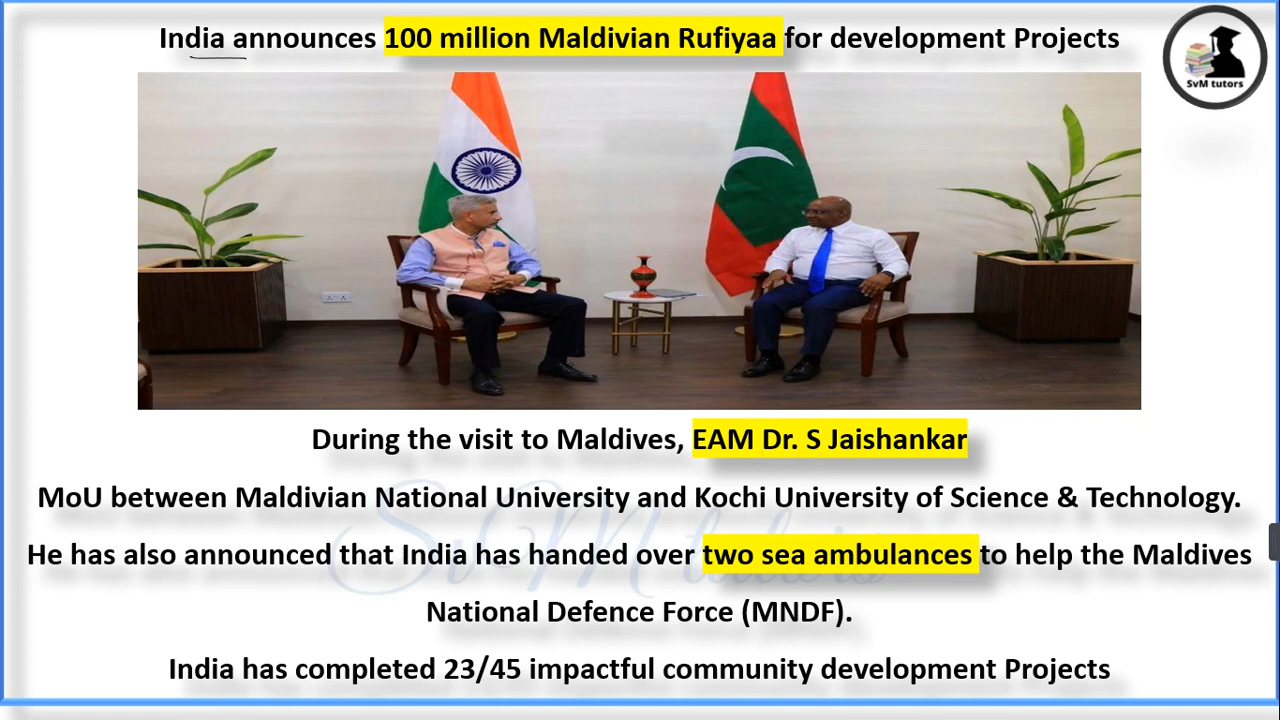 India announces 100 million Maldivian Rufiyaa for development Projects
SvM tutors
During the visit to Maldives, EAM Dr. S Jaishankar
MoU between Maldivian National University and Kochi University of Science & Technology.
He has also announced that India has handed over two sea ambulances to help the Maldives
SvM tutors
National Defence Force (MNDF).
India has completed 23/45 impactful community development Projects